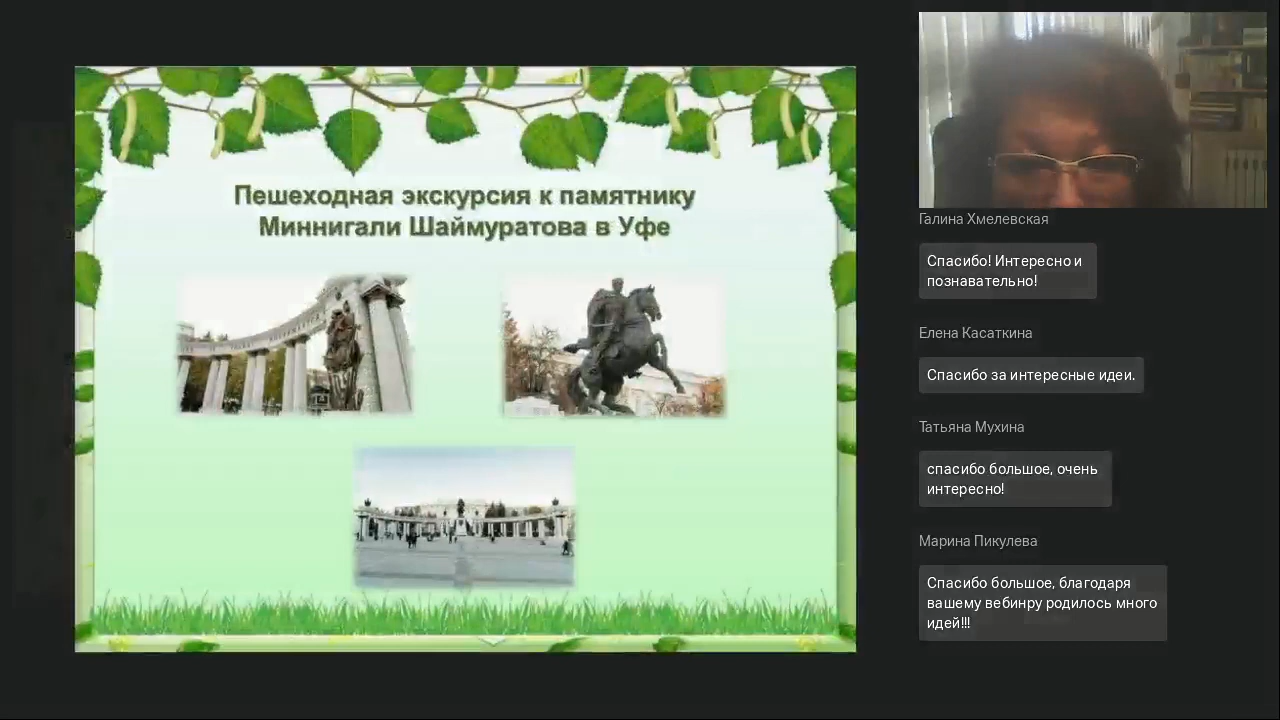 Пешеходная экскурсия к памятнику
Миннигали Шаймуратова в Уфе
Галина Хмелевская
Спасибо! Интересно и
познавательно!
Елена Касаткина
Спасибо за интересные идеи.
Татьяна Мухина
спасибо большое, очень
интересно!
Марина Пикулева
Спасибо большое, благодаря
вашему вебинру родилось много
идей!!!